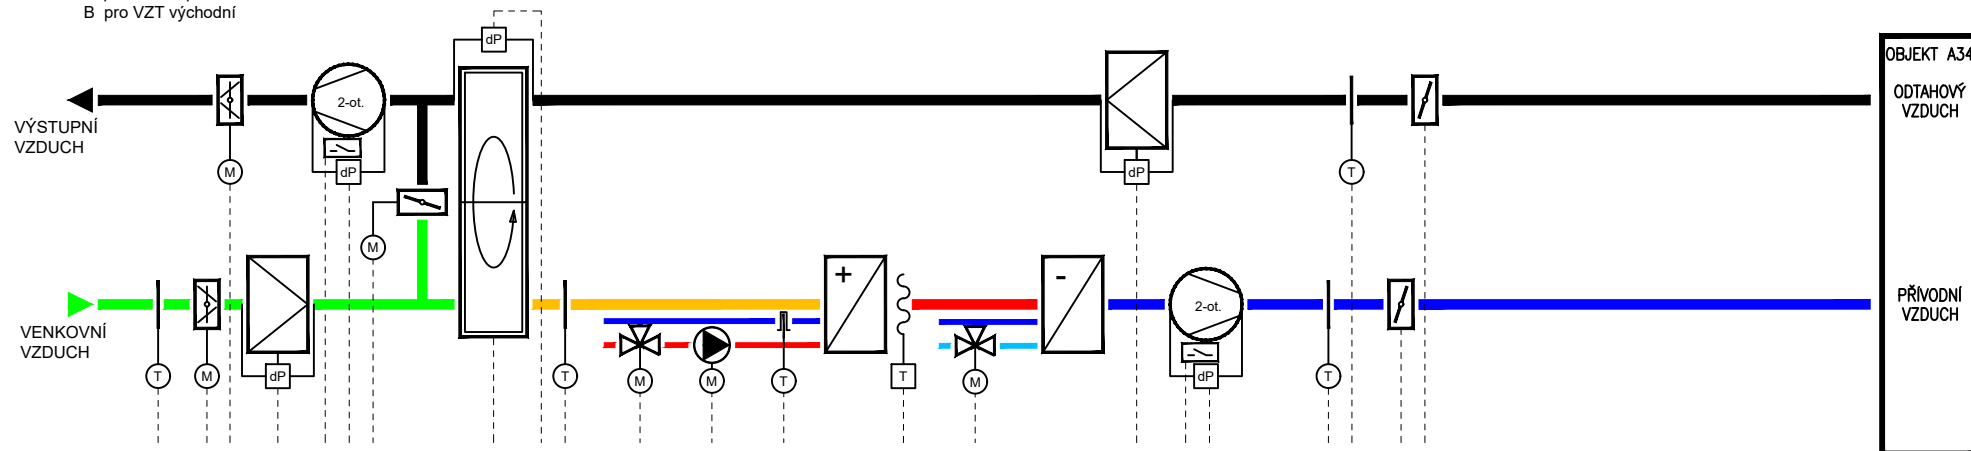 B pro VZT východní
dP
OBJEKT A34
2-ot.
ODTAHOVÝ
VZDUCH
VÝSTUPNÍ
VZDUCH
M
dP
dP
T
M
+
-
2-ot.
PŘÍVODNÍ
VZDUCH
VENKOVNÍ
VZDUCH
T
M
dP
T
M
M
T
T
M
dP
T